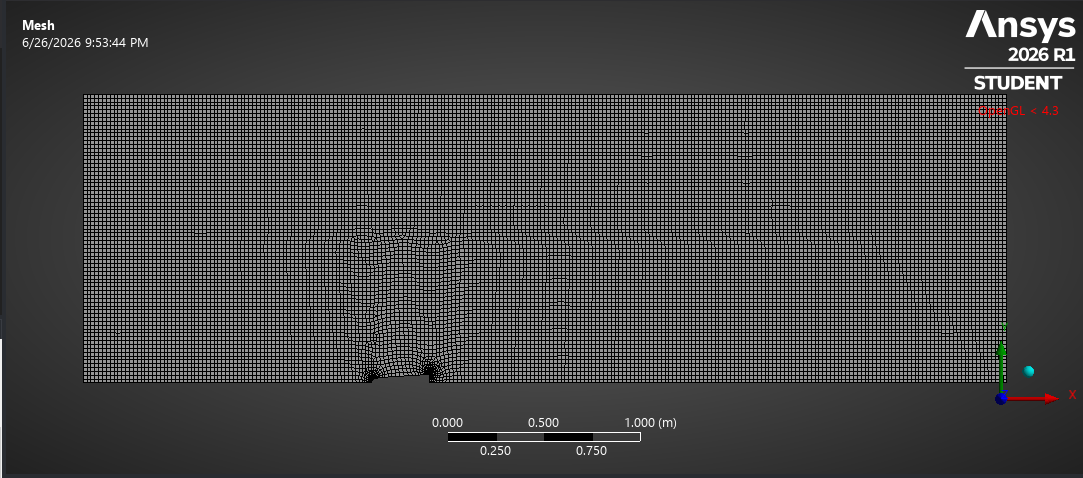 Mesh
6/26/2026 9:53:44 PM
Ansys
2026 R1
STUDENT
OpenGL < 4.3
Y
X
0.000 0.500 1.000 (m)
0.250 0.750